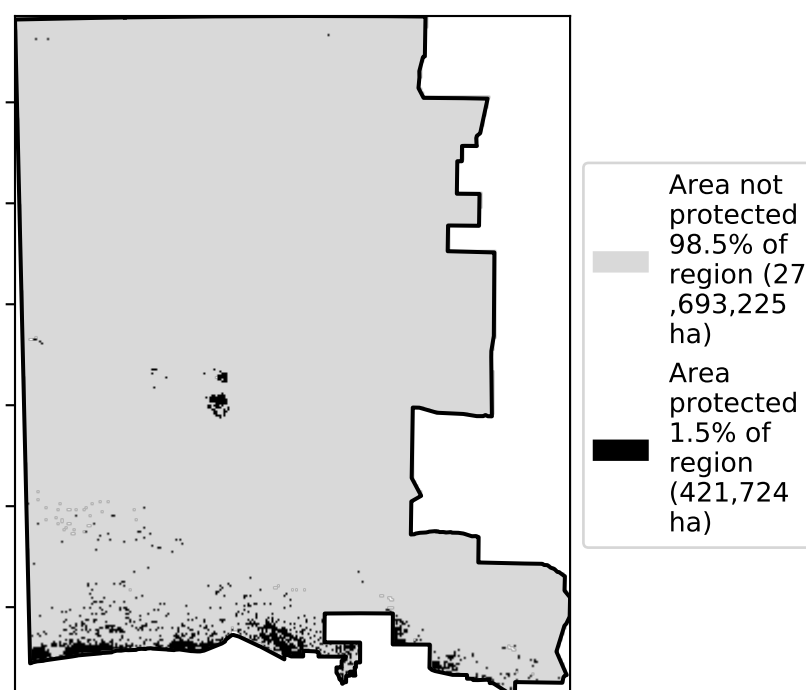 Area not
protected
98.5% of
region (27
,693,225
ha)
Area
protected
1.5% of
region
(421,724
ha)